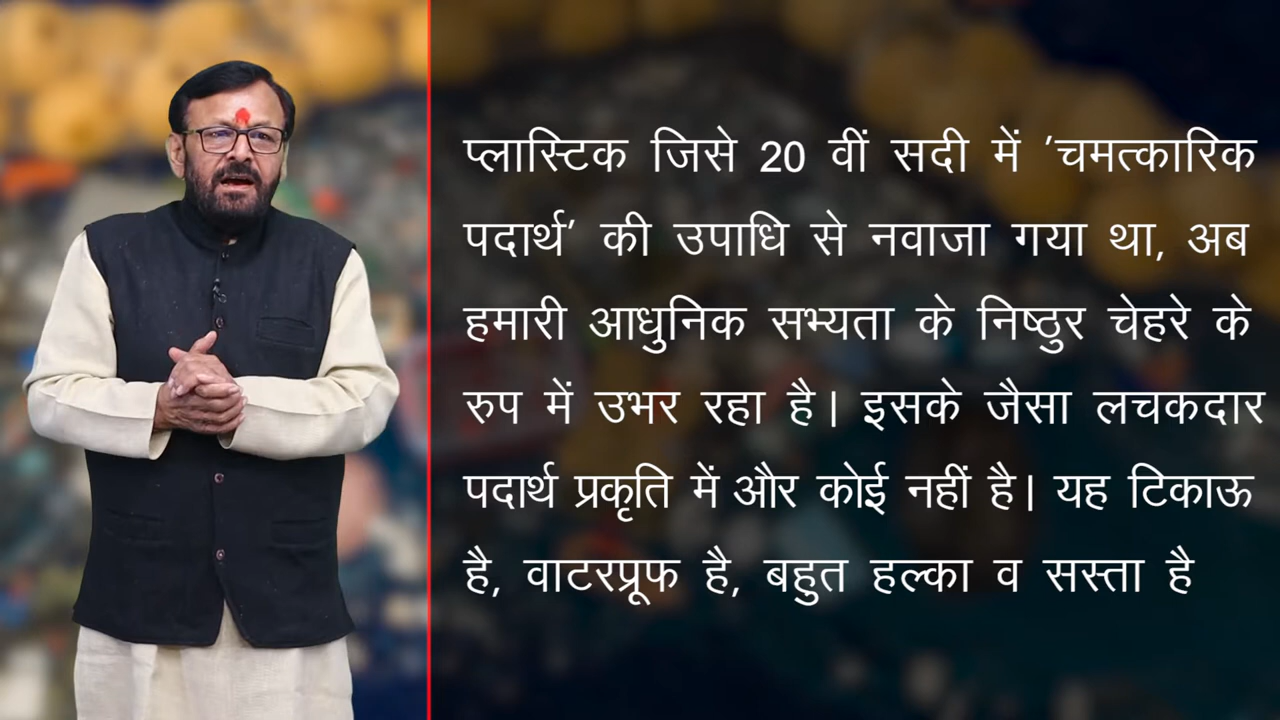 प्लास्टिक जिसे 20 वीं सदी में 'चमत्कारिक
पदार्थ' की उपाधि से नवाजा गया था, अब
हमारी आधुनिक सभ्यता के निष्ठुर चेहरे के
रुप में उभर रहा है। इसके जैसा लचकदार
पदार्थ प्रकृति में और कोई नहीं है। यह टिकाऊ
है, वाटरप्रूफ है, बहुत हल्का व सस्ता है